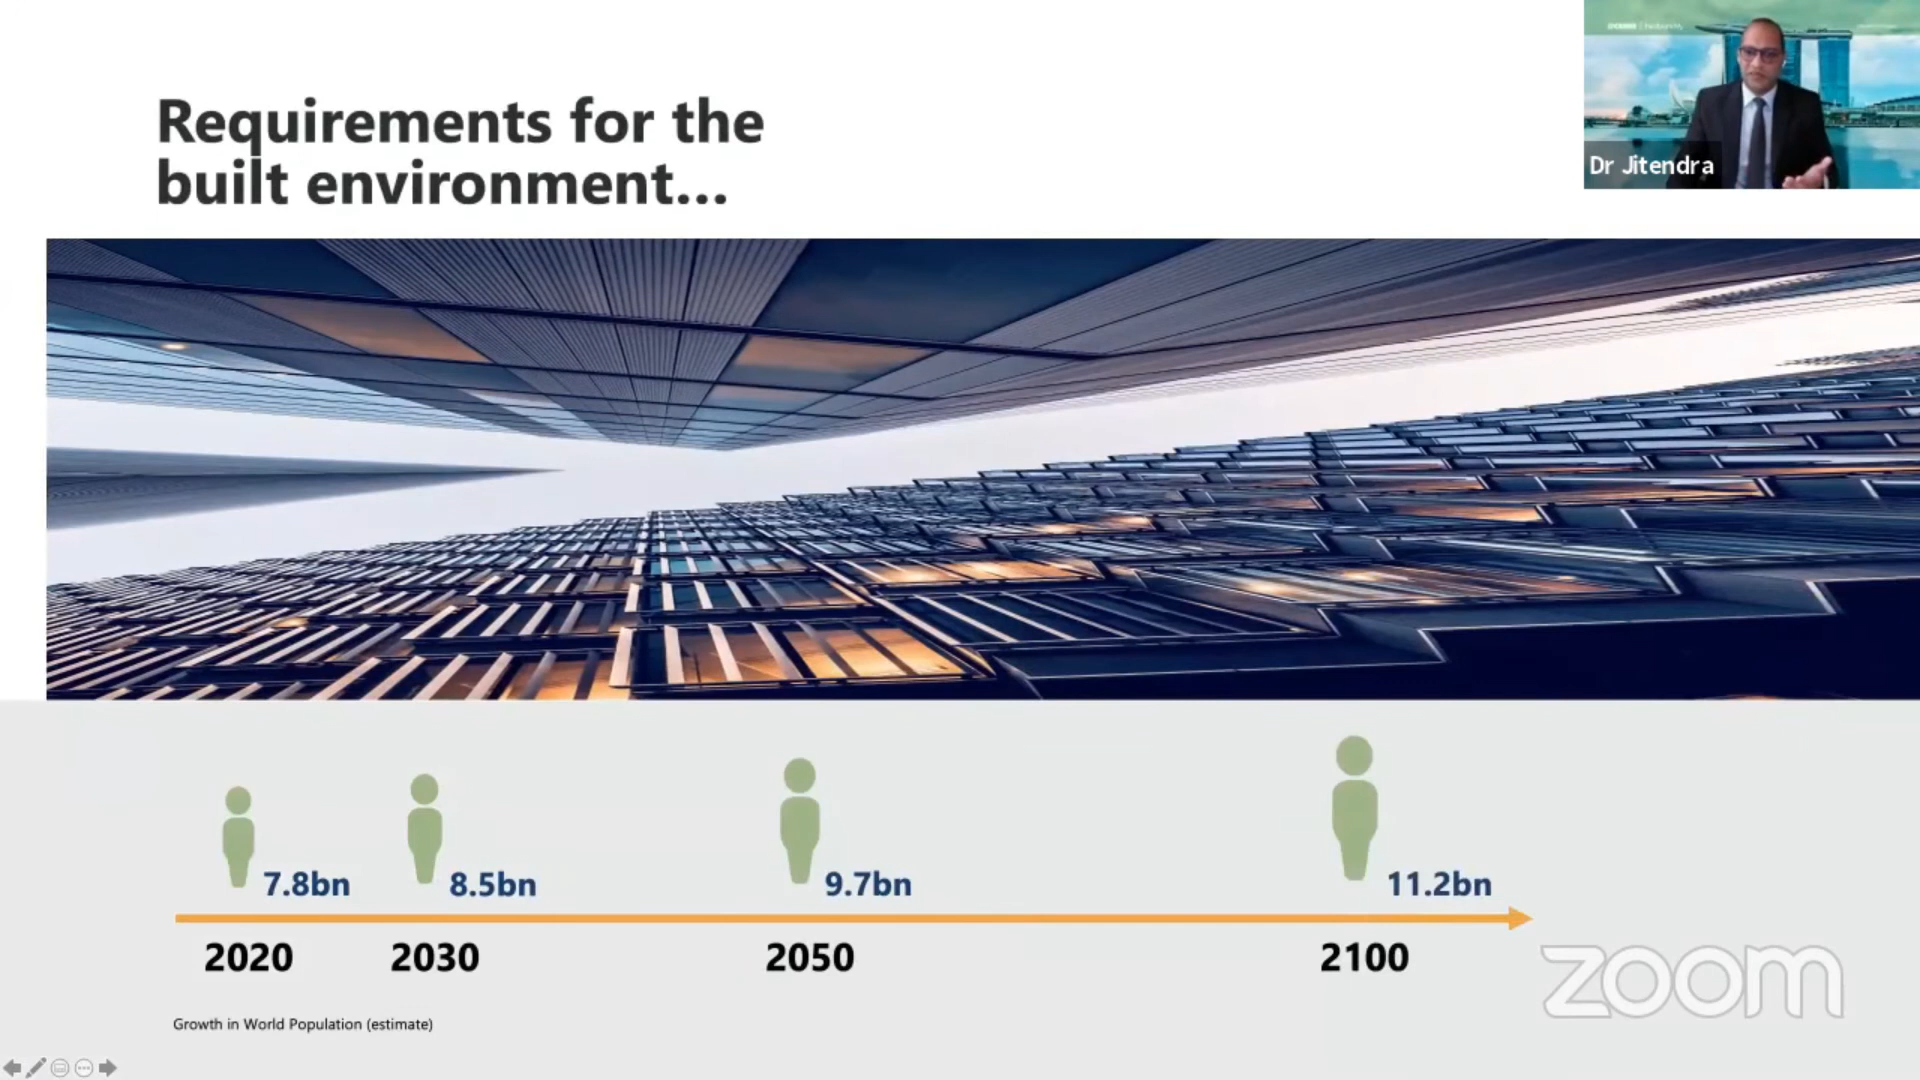 Requirements for the
built environment...
Dr Jitendra
7.8bn
8.5bn
9.7bn
11.2bn
2020
2030
2050
2100
zoom
Growth in World Population (estimate)